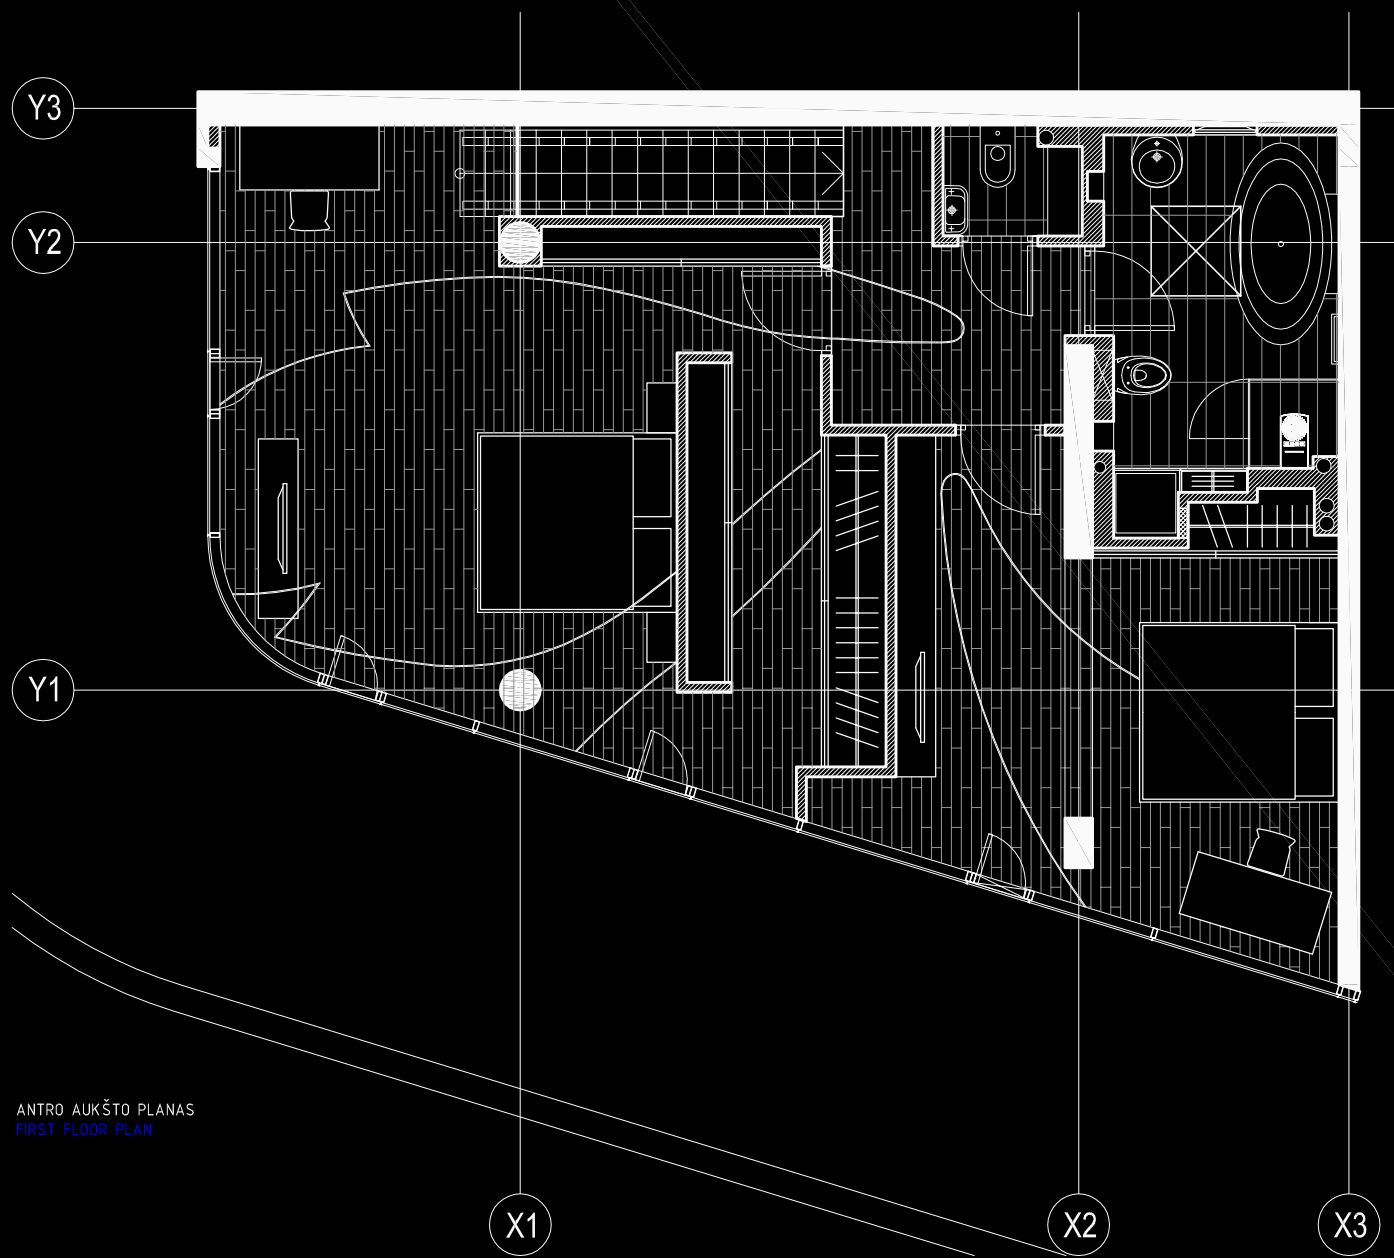 Y3
Y2
Y1
ANTRO AUKŠTO PLANAS
FIRST FLOOR PLAN
X1
X2
X3